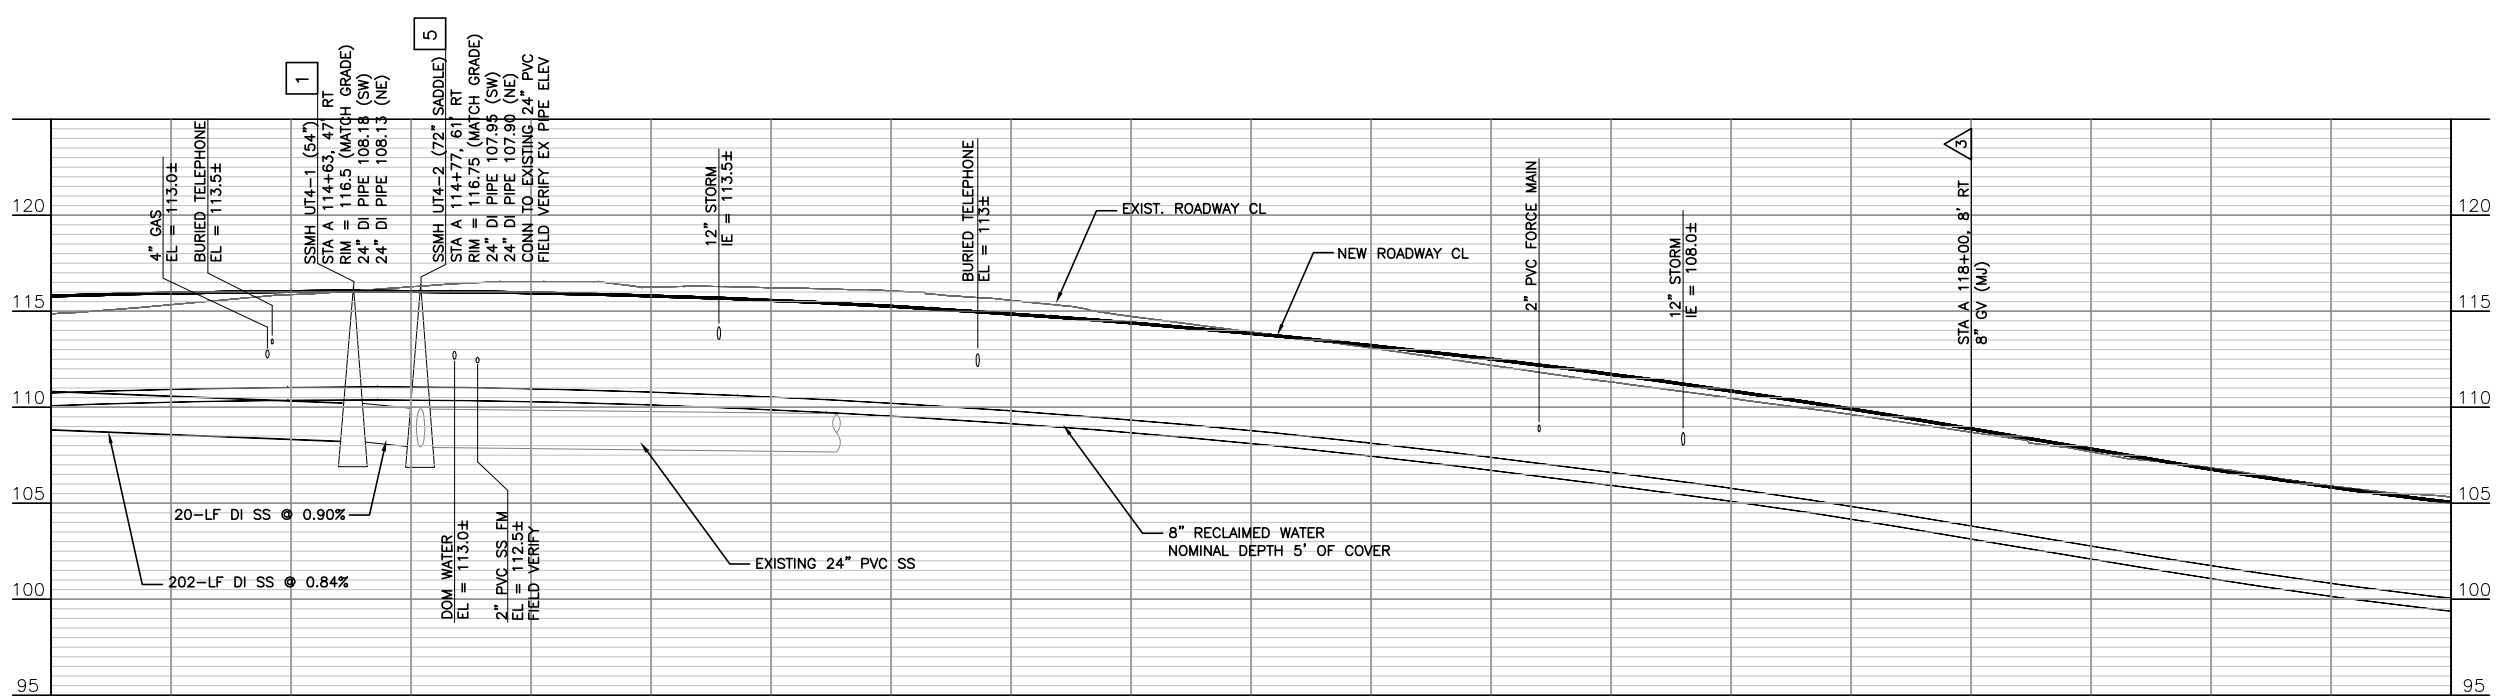 1
5
4" GAS
EL = 113.0±
BURIED TELEPHONE
EL = 113.5±
SSMH UT4-1 (54")
STA A 114+63, 47' RT
RIM = 116.5 (MATCH GRADE)
24" DI PIPE 108.18 (SW)
24" DI PIPE 108.13 (NE)
SSMH UT4-2 (72" SADDLE)
STA A 114+77, 61' RT
RIM = 116.75 (MATCH GRADE)
24" DI PIPE 107.95 (SW)
24" DI PIPE 107.90 (NE)
CONN TO EXISTING 24" PVC
FIELD VERIFY EX PIPE ELEV
12" STORM
IE = 113.5±
BURIED TELEPHONE
EL = 113±
EXIST. ROADWAY CL
NEW ROADWAY CL
2" PVC FORCE MAIN
12" STORM
IE = 108.0±
3
STA A 118+00, 8' RT
8" GV (MJ)
120
115
110
105
100
95
120
115
110
105
100
95
20-LF DI SS @ 0.90%
202-LF DI SS @ 0.84%
DOM WATER
EL = 113.0±
2" PVC SS FM
EL = 112.5±
FIELD VERIFY
EXISTING 24" PVC SS
8" RECLAIMED WATER
NOMINAL DEPTH 5' OF COVER